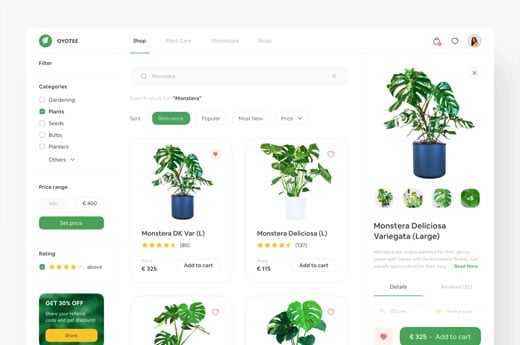 OYOTEE
Shop
Plant Care
Workshops
Blogs
Filter
Categories
Gardening
Plants
Seeds
Bulbs
Planters
Others
Price range
Min
€ 400
Set price
Rating
above
GET 30% OFF
Share your referral
code and get discount!
Share
Monstera
Search result for "Monstera"
Sort
Relevance
Popular
Most New
Price
Monstera DK Var (L)
(85)
Price
€ 325
Add to cart
Monstera Deliciosa (L)
(137)
Price
€ 115
Add to cart
+5
Monstera Deliciosa
Variegata (Large)
Monstera are widely admired for their glossy
green split leaves with fenestrations (holes), but
equally appreciated for their easy
Read More
Details
Reviews (32)
€ 325 - Add to cart